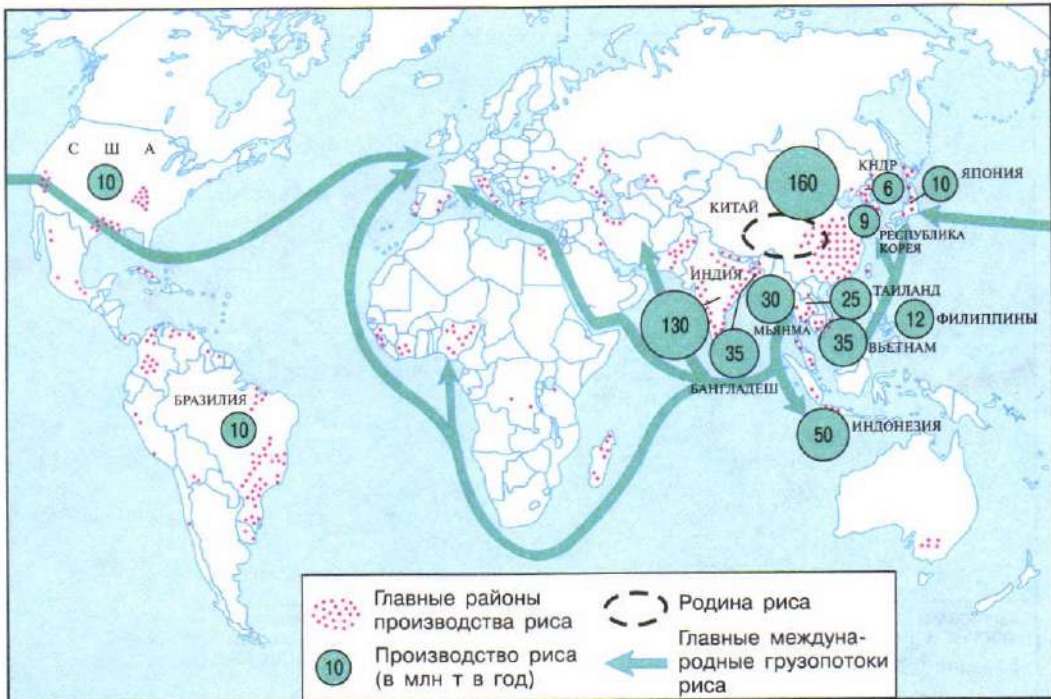 С Ш А
10
БРАЗИЛИЯ
10
160
КИТАЙ
КНДР
6
10
ЯПОНИЯ
9
РЕСПУБЛИКА
КОРЕЯ
ИНДИЯ
130
35
БАНГЛАДЕШ
30
МЬЯНМА
25
ТАИЛАНД
35
ВЬЕТНАМ
12
ФИЛИППИНЫ
50
ИНДОНЕЗИЯ
Главные районы
производства риса
10
Производство риса
(в млн т в год)
Родина риса
Главные междуна-
родные грузопотоки
риса